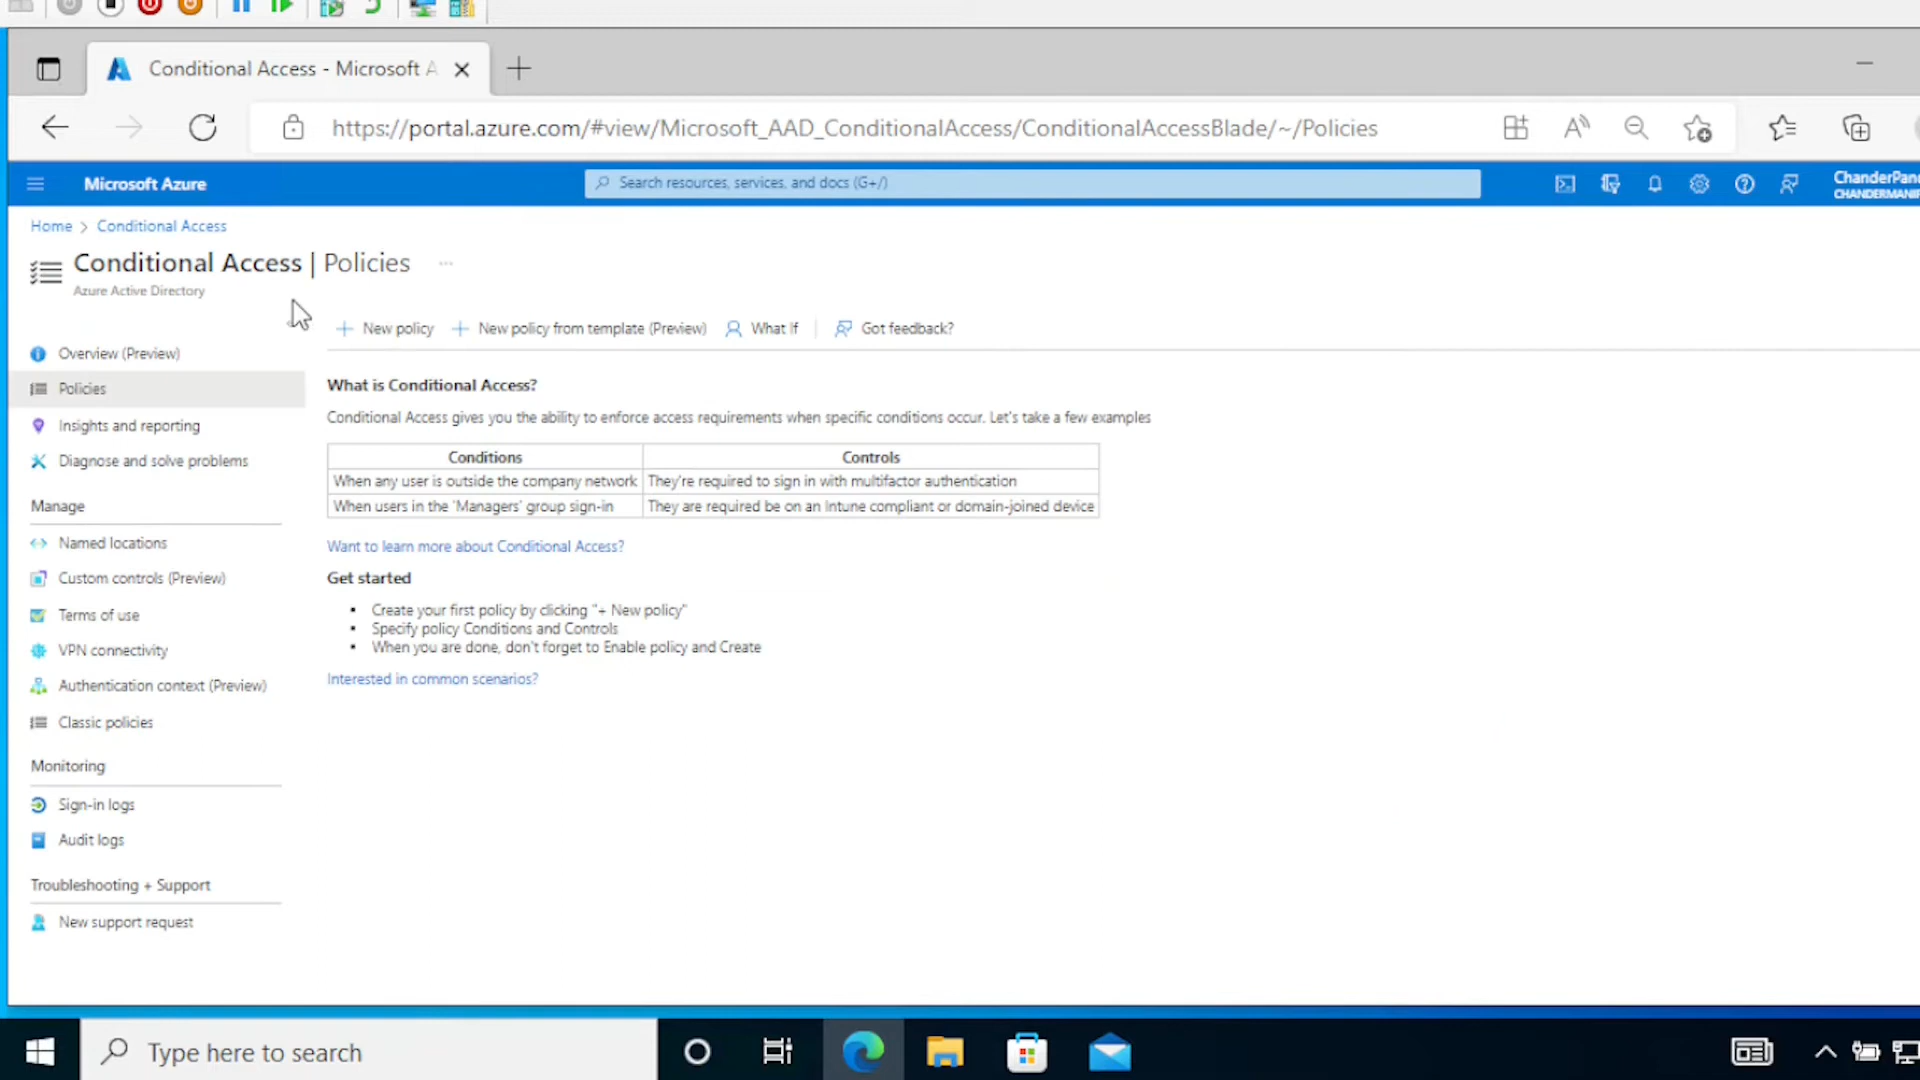 Conditional Access - Microsoft A
https://portal.azure.com/#view/Microsoft_AAD_ConditionalAccess/ConditionalAccessBlade/~/Policies
Microsoft Azure
Search resources, services, and docs (G+/)
ChanderPan
CHANDERMANI
Home > Conditional Access
Conditional Access | Policies
Azure Active Directory
New policy
New policy from template (Preview)
What If
Got feedback?
Overview (Preview)
Policies
Insights and reporting
Diagnose and solve problems
Manage
Named locations
Custom controls (Preview)
Terms of use
VPN connectivity
Authentication context (Preview)
Classic policies
Monitoring
Sign-in logs
Audit logs
Troubleshooting + Support
New support request
What is Conditional Access?
Conditional Access gives you the ability to enforce access requirements when specific conditions occur. Let's take a few examples
Conditions Controls
When any user is outside the company network They're required to sign in with multifactor authentication
When users in the 'Managers' group sign-in They are required be on an Intune compliant or domain-joined device
Want to learn more about Conditional Access?
Get started
• Create your first policy by clicking "+ New policy"
• Specify policy Conditions and Controls
• When you are done, don't forget to Enable policy and Create
Interested in common scenarios?
Type here to search